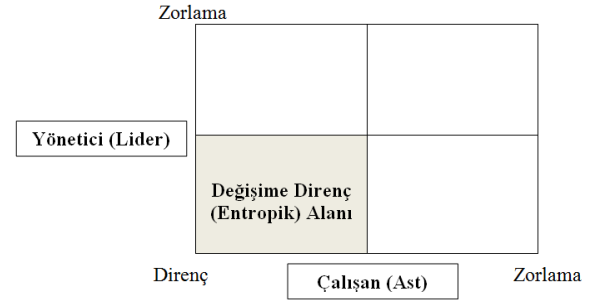 Zorlama
Yönetici (Lider)
Değişime Direnç
(Entropik) Alanı
Direnç
Çalışan (Ast)
Zorlama